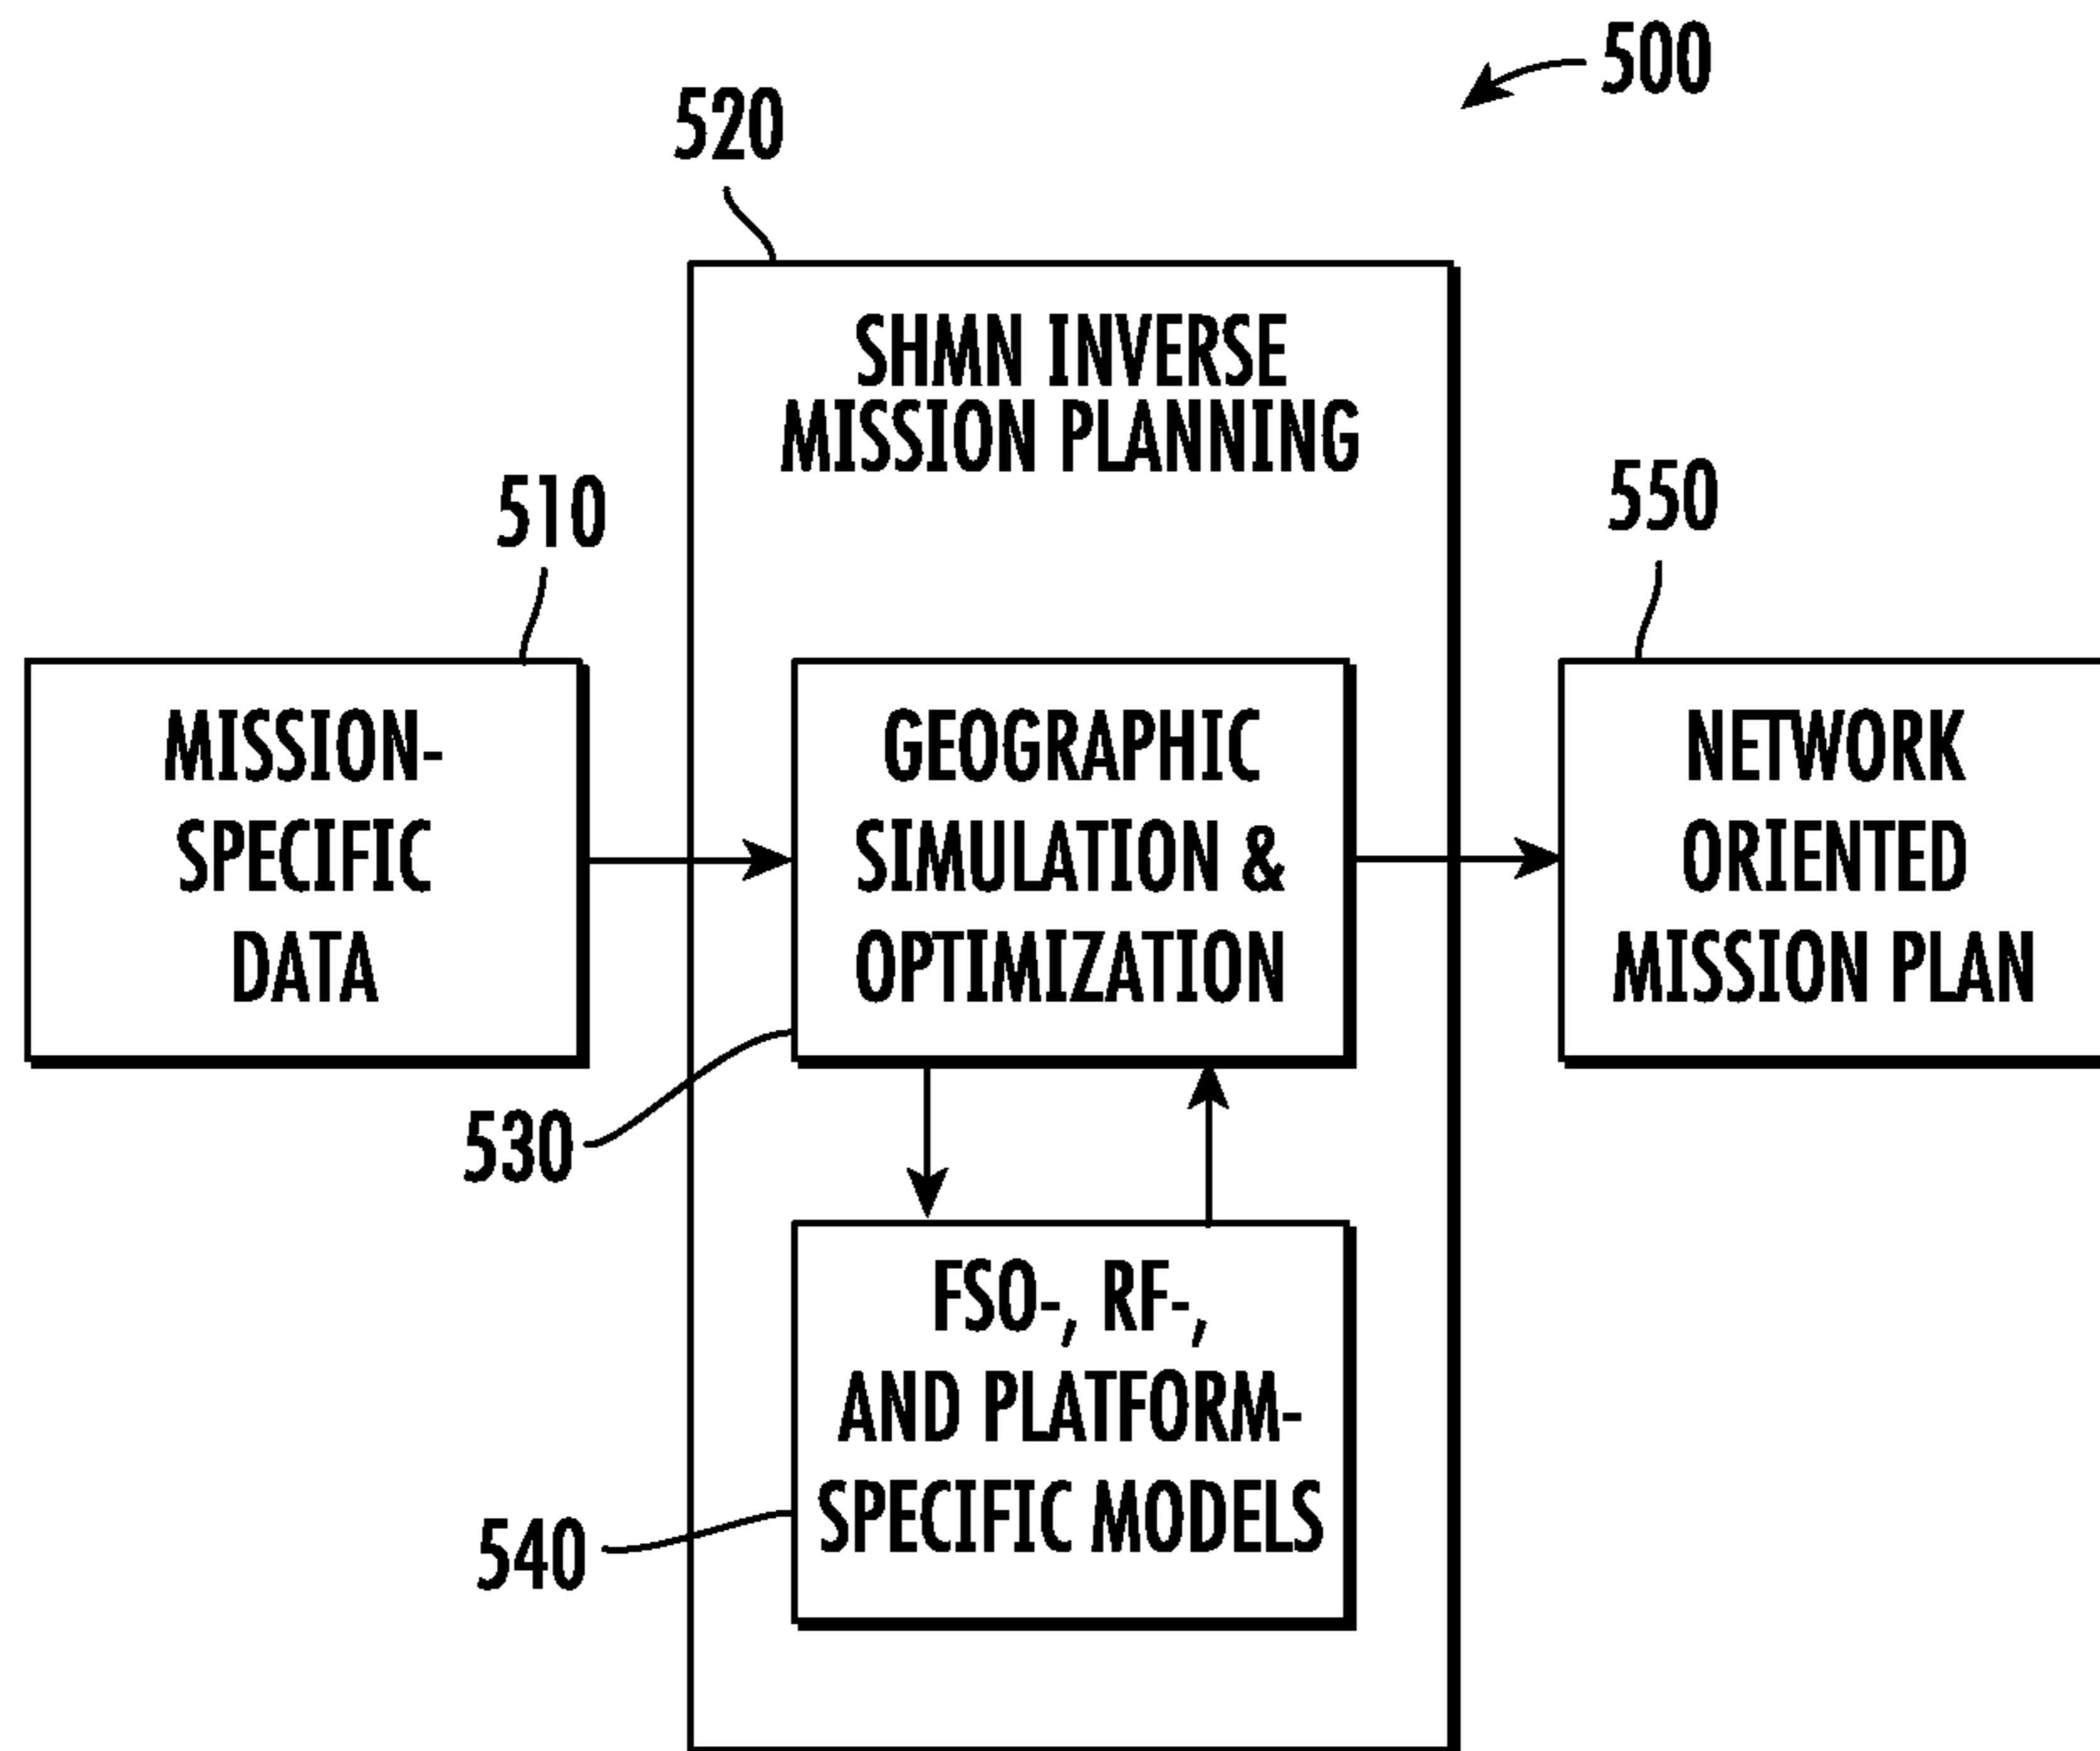 500
520
SHMN INVERSE
MISSION PLANNING
510
550
MISSION-
SPECIFIC
DATA
GEOGRAPHIC
SIMULATION &
OPTIMIZATION
NETWORK
ORIENTED
MISSION PLAN
530
FSO-, RF-,
AND PLATFORM-
SPECIFIC MODELS
540